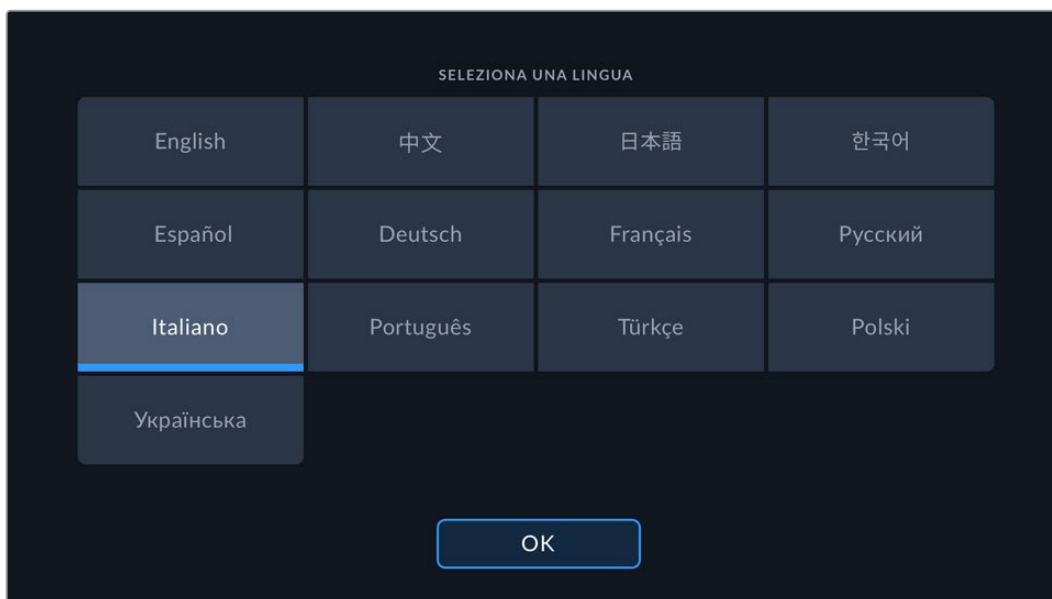 SELEZIONA UNA LINGUA
English 中文 日本語 한국어
Español Deutsch Français Русский
Italiano Português Türkçe Polski
Українська
OK